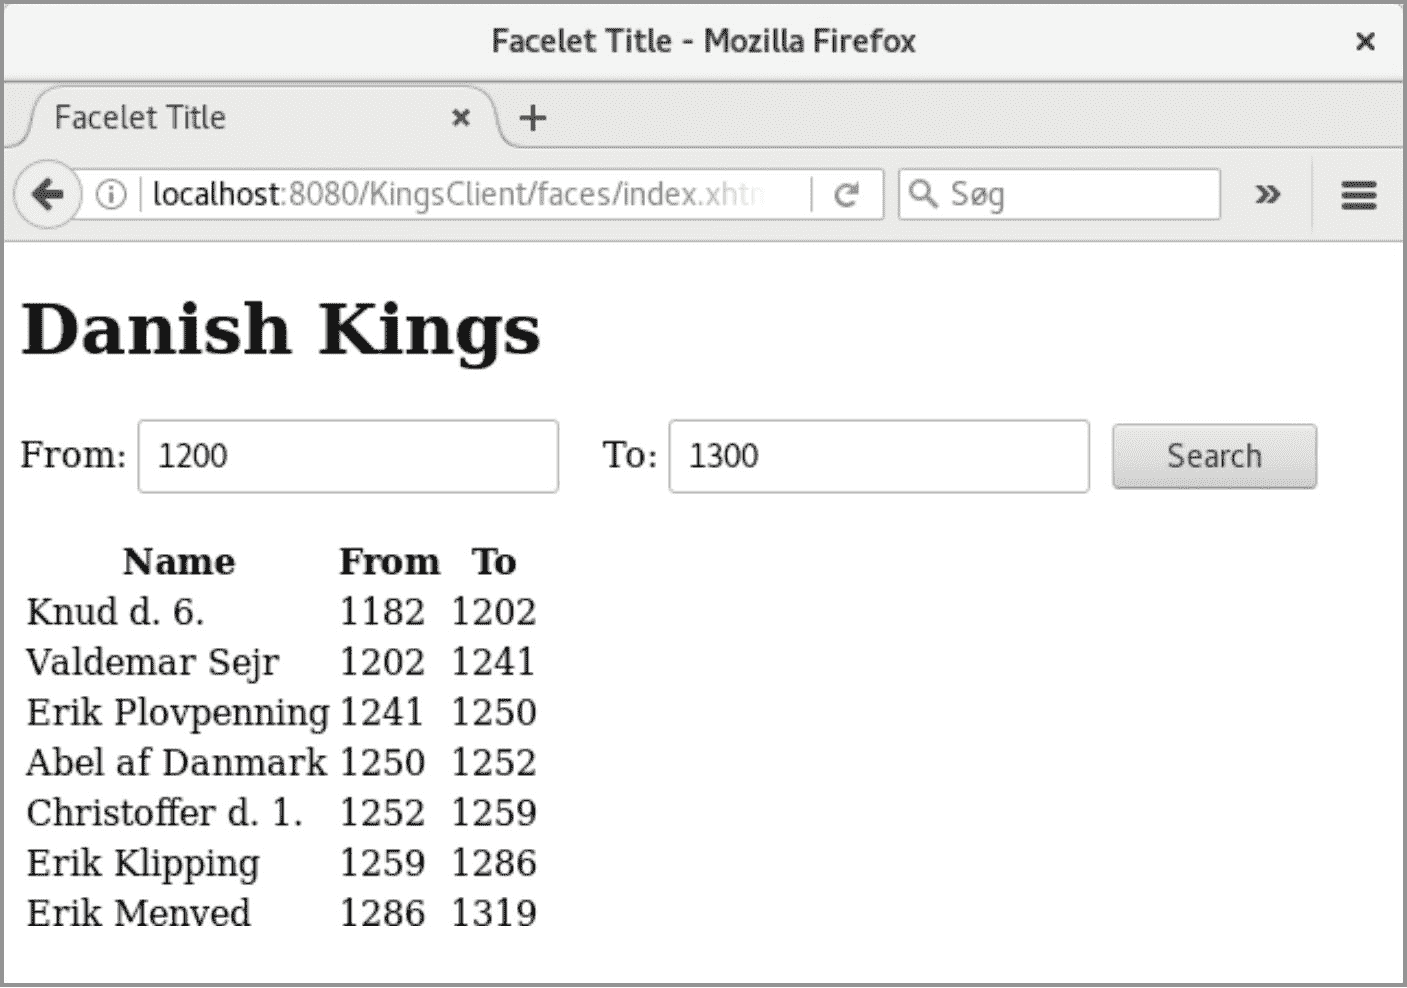 Facelet Title - Mozilla Firefox
Facelet Title
localhost:8080/KingsClient/faces/index.xhtm
Søg
Danish Kings
From: 1200 To: 1300 Search
Name From To
Knud d. 6. 1182 1202
Valdemar Sejr 1202 1241
Erik Plovpenning 1241 1250
Abel af Danmark 1250 1252
Christoffer d. 1. 1252 1259
Erik Klipping 1259 1286
Erik Menved 1286 1319